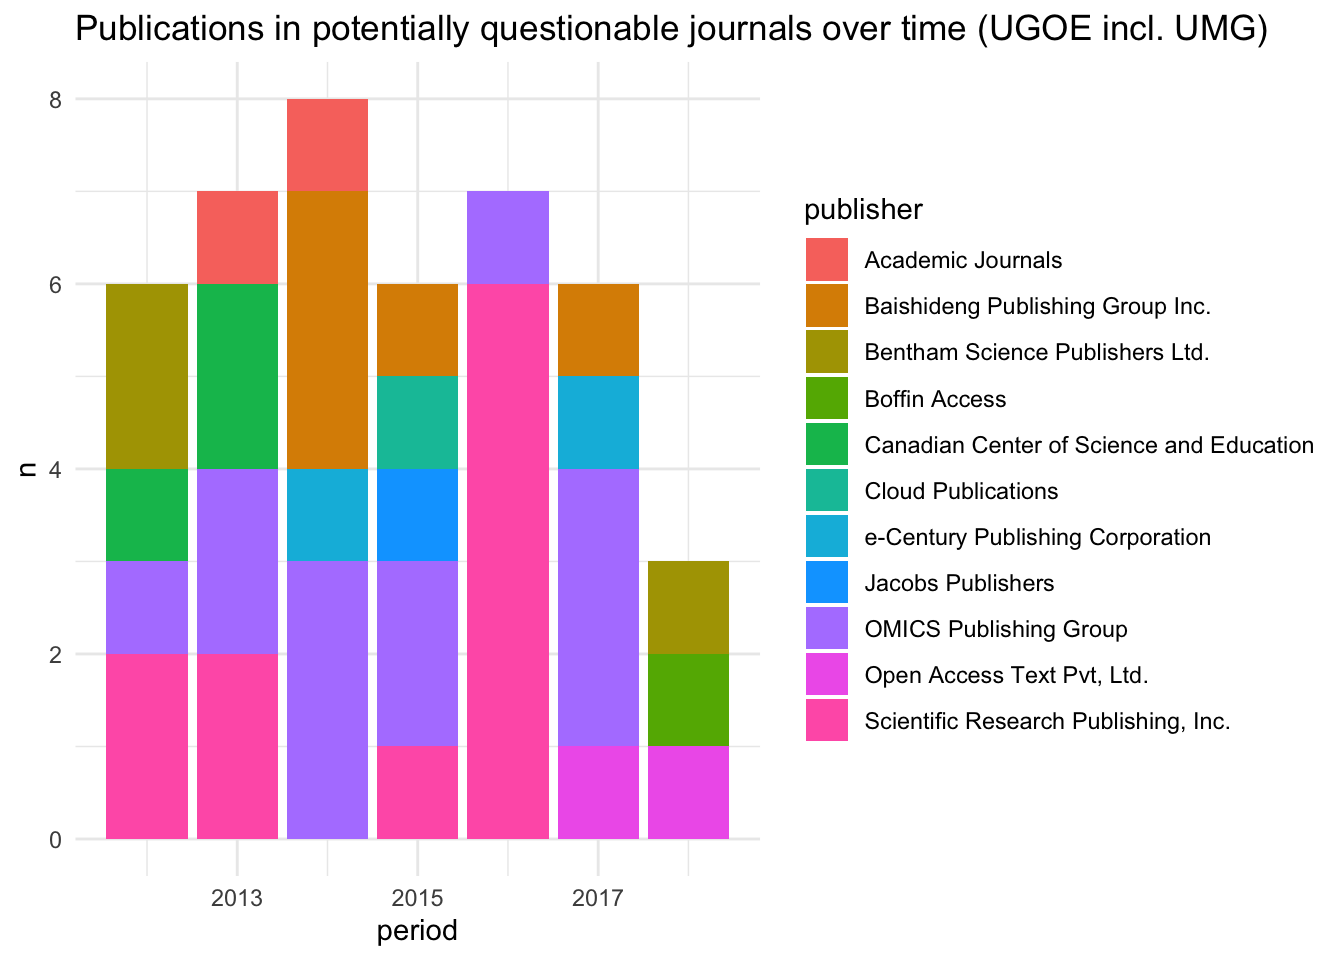 Publications in potentially questionable journals over time (UGOE incl. UMG)
8
6
4
2
0
n
2013
2015
2017
period
publisher
Academic Journals
Baishideng Publishing Group Inc.
Bentham Science Publishers Ltd.
Boffin Access
Canadian Center of Science and Education
Cloud Publications
e-Century Publishing Corporation
Jacobs Publishers
OMICS Publishing Group
Open Access Text Pvt, Ltd.
Scientific Research Publishing, Inc.